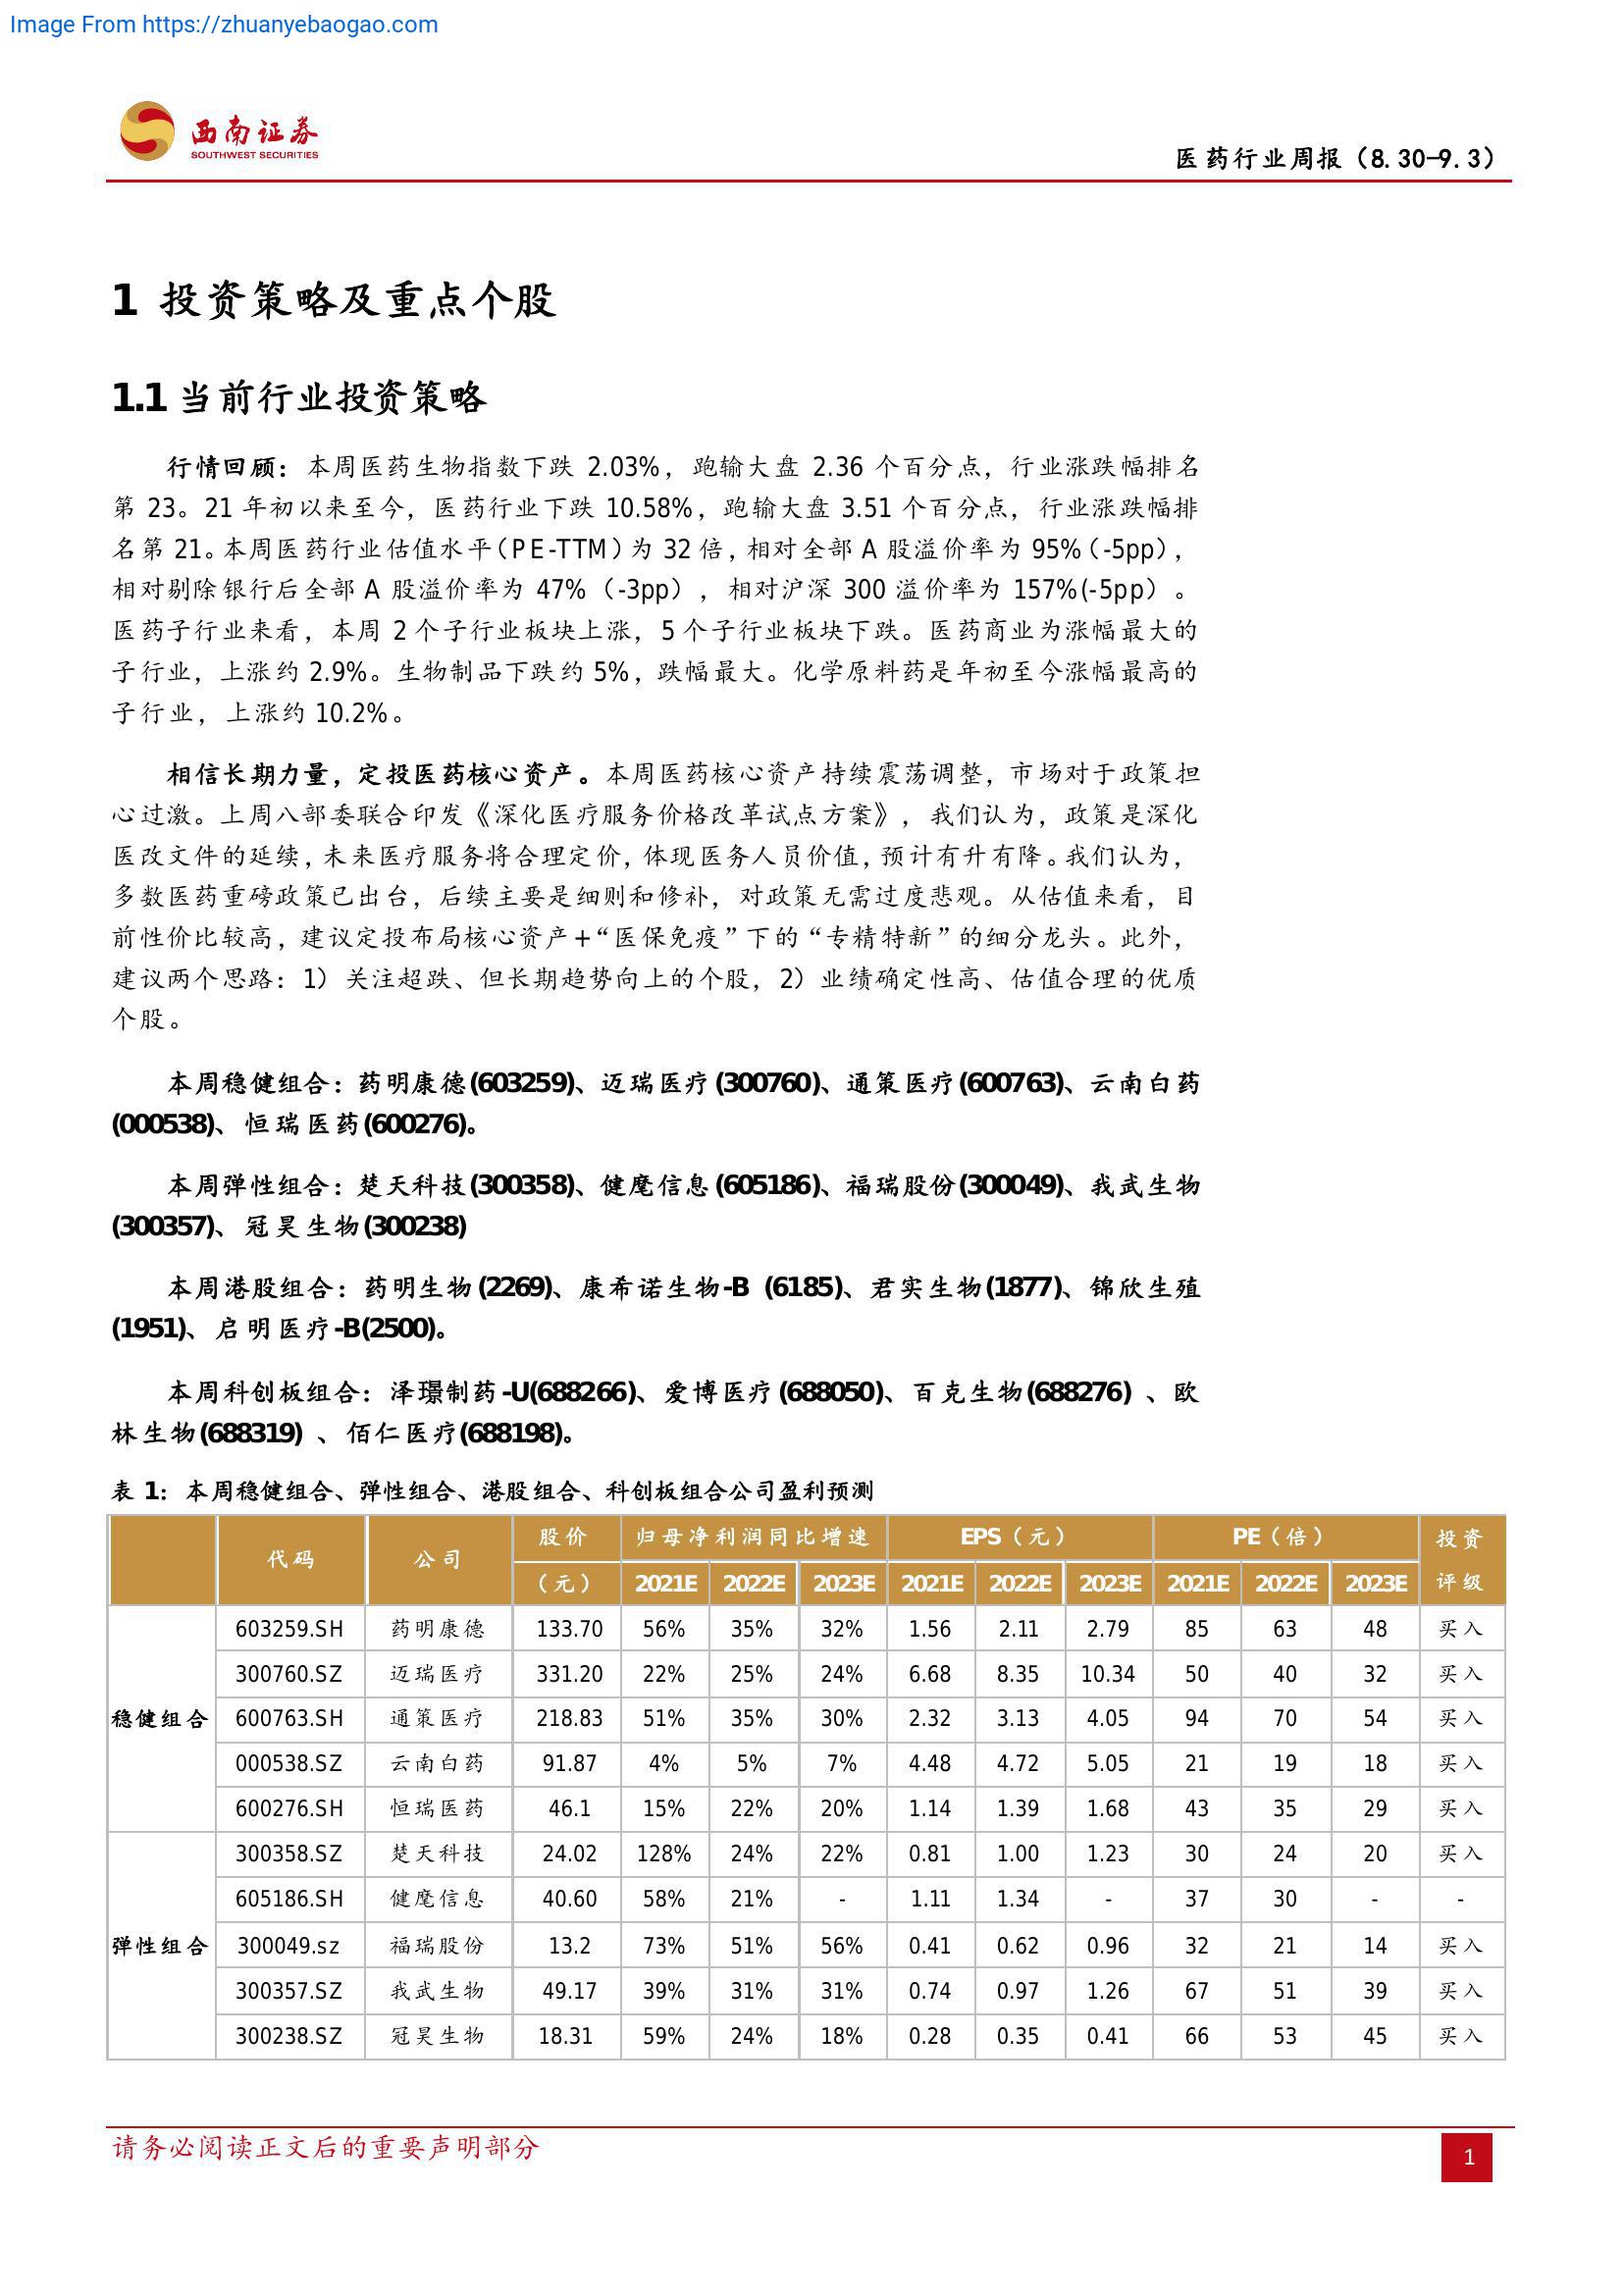 Image From https://zhuanyebaogao.com
西南证券
SOUTHWEST SECURITIES
医药行业周报（8.30-9.3）
1 投资策略及重点个股
1.1 当前行业投资策略
行情回顾：本周医药生物指数下跌 2.03%，跑输大盘 2.36 个百分点，行业涨跌幅排名
第 23。21 年初以来至今，医药行业下跌 10.58%，跑输大盘 3.51 个百分点，行业涨跌幅排
名第 21。本周医药行业估值水平（PE-TTM）为 32 倍，相对全部 A 股溢价率为 95%（-5pp），
相对剔除银行后全部 A 股溢价率为 47%（-3pp），相对沪深 300 溢价率为 157%(-5pp）。
医药子行业来看，本周 2 个子行业板块上涨，5 个子行业板块下跌。医药商业为涨幅最大的
子行业，上涨约 2.9%。生物制品下跌约 5%，跌幅最大。化学原料药是年初至今涨幅最高的
子行业，上涨约 10.2%。
相信长期力量，定投医药核心资产。本周医药核心资产持续震荡调整，市场对于政策担
心过激。上周八部委联合印发《深化医疗服务价格改革试点方案》，我们认为，政策是深化
医改文件的延续，未来医疗服务将合理定价，体现医务人员价值，预计有升有降。我们认为，
多数医药重磅政策已出台，后续主要是细则和修补，对政策无需过度悲观。从估值来看，目
前性价比较高，建议定投布局核心资产+“医保免疫”下的“专精特新”的细分龙头。此外，
建议两个思路：1）关注超跌、但长期趋势向上的个股，2）业绩确定性高、估值合理的优质
个股。
本周稳健组合：药明康德(603259)、迈瑞医疗(300760)、通策医疗(600763)、云南白药
(000538)、恒瑞医药(600276)。
本周弹性组合：楚天科技(300358)、健麾信息(605186)、福瑞股份(300049)、我武生物
(300357)、冠昊生物(300238)
本周港股组合：药明生物(2269)、康希诺生物-B (6185)、君实生物(1877)、锦欣生殖
(1951)、启明医疗-B(2500)。
本周科创板组合：泽璟制药-U(688266)、爱博医疗(688050)、百克生物(688276) 、欧
林生物(688319) 、佰仁医疗(688198)。
表 1：本周稳健组合、弹性组合、港股组合、科创板组合公司盈利预测
代码 公司 股价（元） 归母净利润同比增速 EPS（元） PE（倍） 投资评级
2021E 2022E 2023E 2021E 2022E 2023E 2021E 2022E 2023E
稳健组合
603259.SH 药明康德 133.70 56% 35% 32% 1.56 2.11 2.79 85 63 48 买入
300760.SZ 迈瑞医疗 331.20 22% 25% 24% 6.68 8.35 10.34 50 40 32 买入
600763.SH 通策医疗 218.83 51% 35% 30% 2.32 3.13 4.05 94 70 54 买入
000538.SZ 云南白药 91.87 4% 5% 7% 4.48 4.72 5.05 21 19 18 买入
600276.SH 恒瑞医药 46.1 15% 22% 20% 1.14 1.39 1.68 43 35 29 买入
弹性组合
300358.SZ 楚天科技 24.02 128% 24% 22% 0.81 1.00 1.23 30 24 20 买入
605186.SH 健麾信息 40.60 58% 21% - 1.11 1.34 - 37 30 - -
300049.sz 福瑞股份 13.2 73% 51% 56% 0.41 0.62 0.96 32 21 14 买入
300357.SZ 我武生物 49.17 39% 31% 31% 0.74 0.97 1.26 67 51 39 买入
300238.SZ 冠昊生物 18.31 59% 24% 18% 0.28 0.35 0.41 66 53 45 买入
请务必阅读正文后的重要声明部分
1